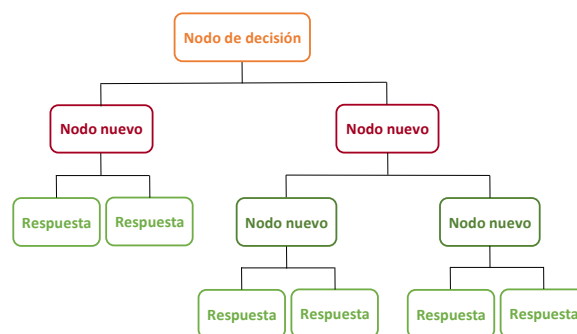 Nodo de decisión
Nodo nuevo
Nodo nuevo
Respuesta
Respuesta
Nodo nuevo
Nodo nuevo
Respuesta
Respuesta
Respuesta
Respuesta